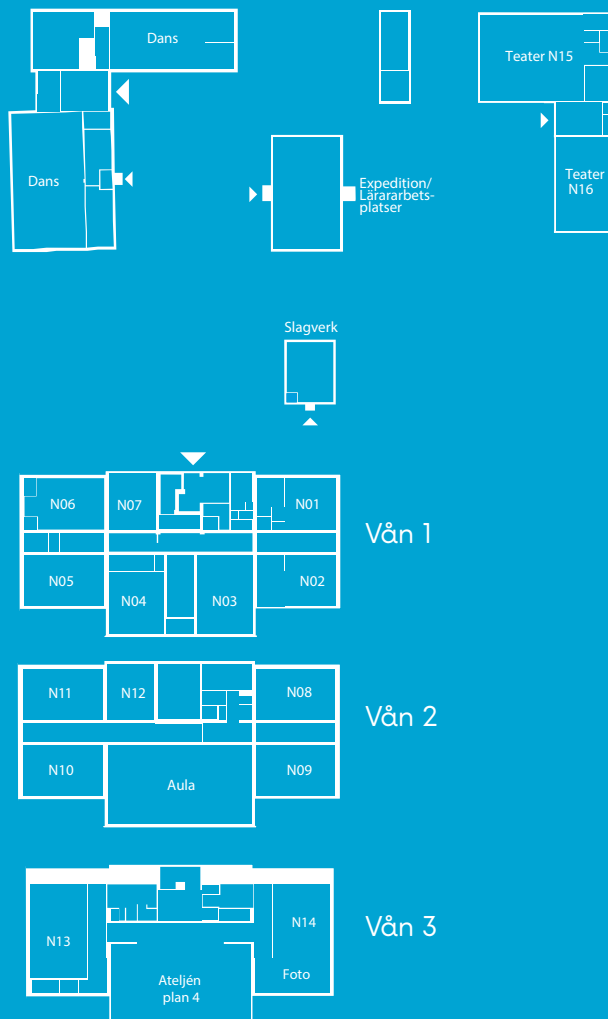 Dans
Teater N15
Dans
Expedition/
Lärararbets-
platser
Teater
N16
Slagverk
N06
N07
N01
Vån 1
N05
N04
N03
N02
N11
N12
N08
Vån 2
N10
Aula
N09
N13
N14
Vån 3
Ateljén
plan 4
Foto